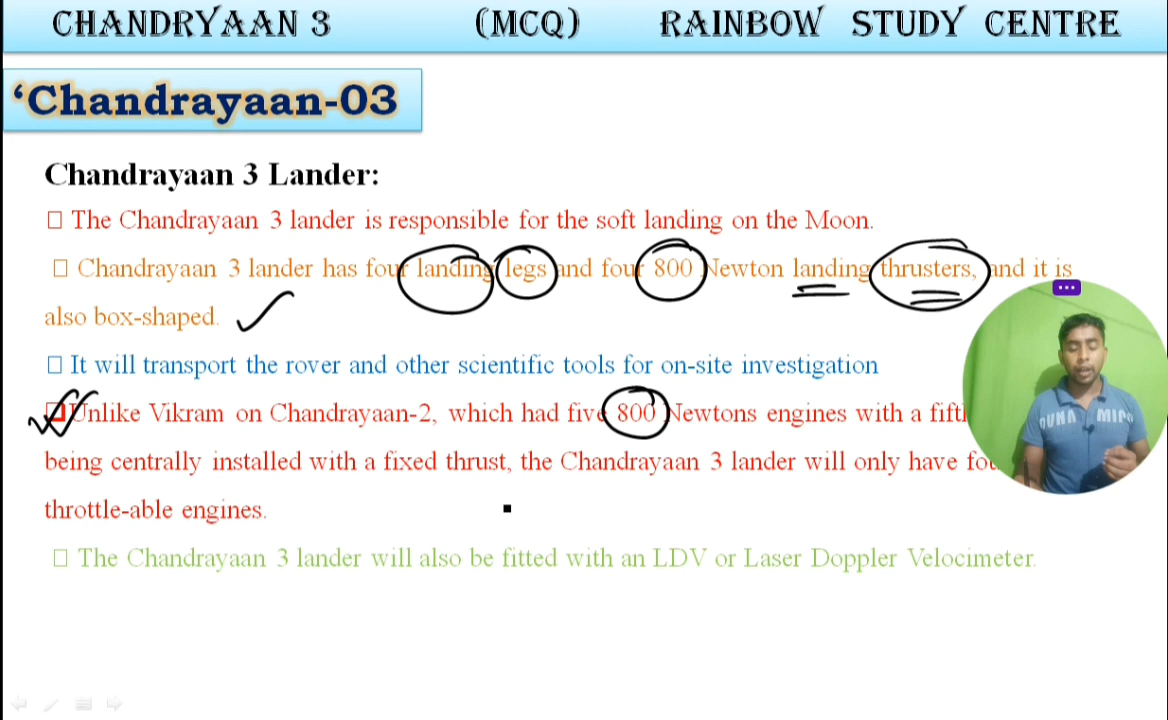 CHANDRYAAN 3 (MCQ) RAINBOW STUDY CENTRE
‘Chandrayaan-03
Chandrayaan 3 Lander:
□ The Chandrayaan 3 lander is responsible for the soft landing on the Moon.
□ Chandrayaan 3 lander has four landing legs and four 800 Newton landing thrusters, and it is
also box-shaped.
□ It will transport the rover and other scientific tools for on-site investigation
□ Unlike Vikram on Chandrayaan-2, which had five 800 Newtons engines with a
being centrally installed with a fixed thrust, the Chandrayaan 3 lander will only have
throttle-able engines.
□ The Chandrayaan 3 lander will also be fitted with an LDV or Laser Doppler Velocimeter.